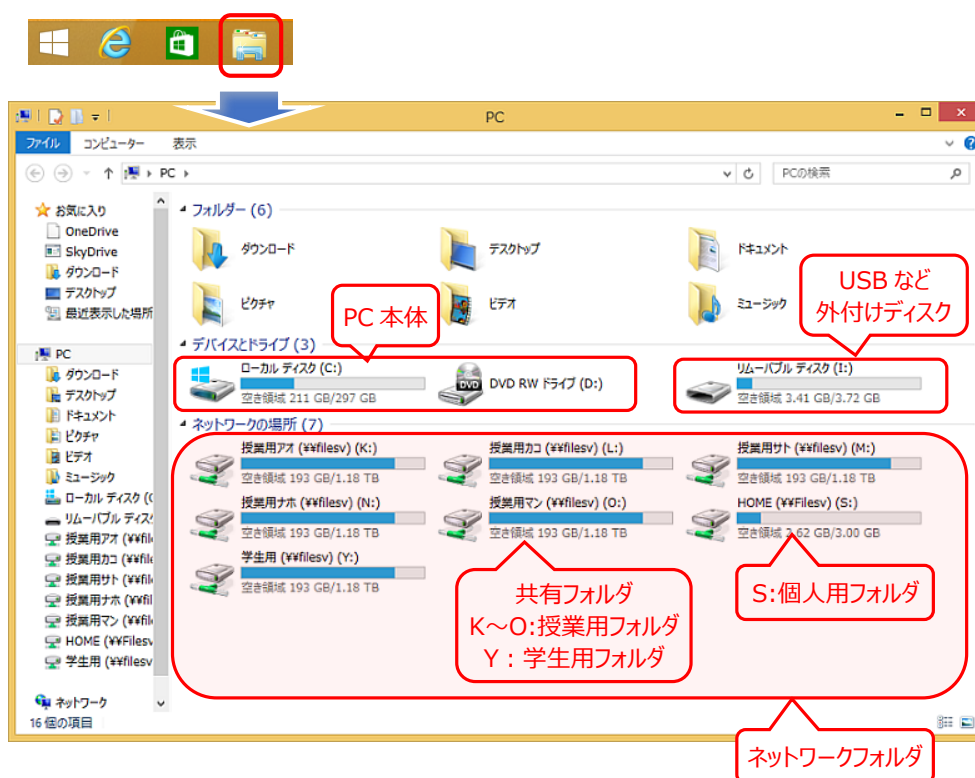 PC
ファイル コンピューター 表示
PC
PCの検索
お気に入り
OneDrive
SkyDrive
ダウンロード
デスクトップ
最近表示した場所
PC
ダウンロード
デスクトップ
ドキュメント
ピクチャ
ビデオ
ミュージック
ローカル ディスク (C
リムーバブル ディス
授業用アオ (¥¥fil
授業用カコ (¥¥file
授業用サト (¥¥file
授業用ナホ (¥¥fil
授業用マン (¥¥file
HOME (¥¥Filesv
学生用 (¥¥filesv
ネットワーク
16 個の項目
フォルダー (6)
ダウンロード
デスクトップ
ドキュメント
ピクチャ
ビデオ
ミュージック
PC 本体
USB など
外付けディスク
デバイスとドライブ (3)
ローカル ディスク (C:)
空き領域 211 GB/297 GB
DVD
DVD RW ドライブ (D:)
リムーバブル ディスク (I:)
空き領域 3.41 GB/3.72 GB
ネットワークの場所 (7)
授業用アオ (¥¥filesv) (K:)
空き領域 193 GB/1.18 TB
授業用カコ (¥¥filesv) (L:)
空き領域 193 GB/1.18 TB
授業用サト (¥¥filesv) (M:)
空き領域 193 GB/1.18 TB
授業用ナホ (¥¥filesv) (N:)
空き領域 193 GB/1.18 TB
授業用マン (¥¥filesv) (O:)
空き領域 193 GB/1.18 TB
HOME (¥¥Filesv) (S:)
空き領域 2.62 GB/3.00 GB
学生用 (¥¥filesv) (Y:)
空き領域 193 GB/1.18 TB
共有フォルダ
K～O:授業用フォルダ
Y：学生用フォルダ
S:個人用フォルダ
ネットワークフォルダ